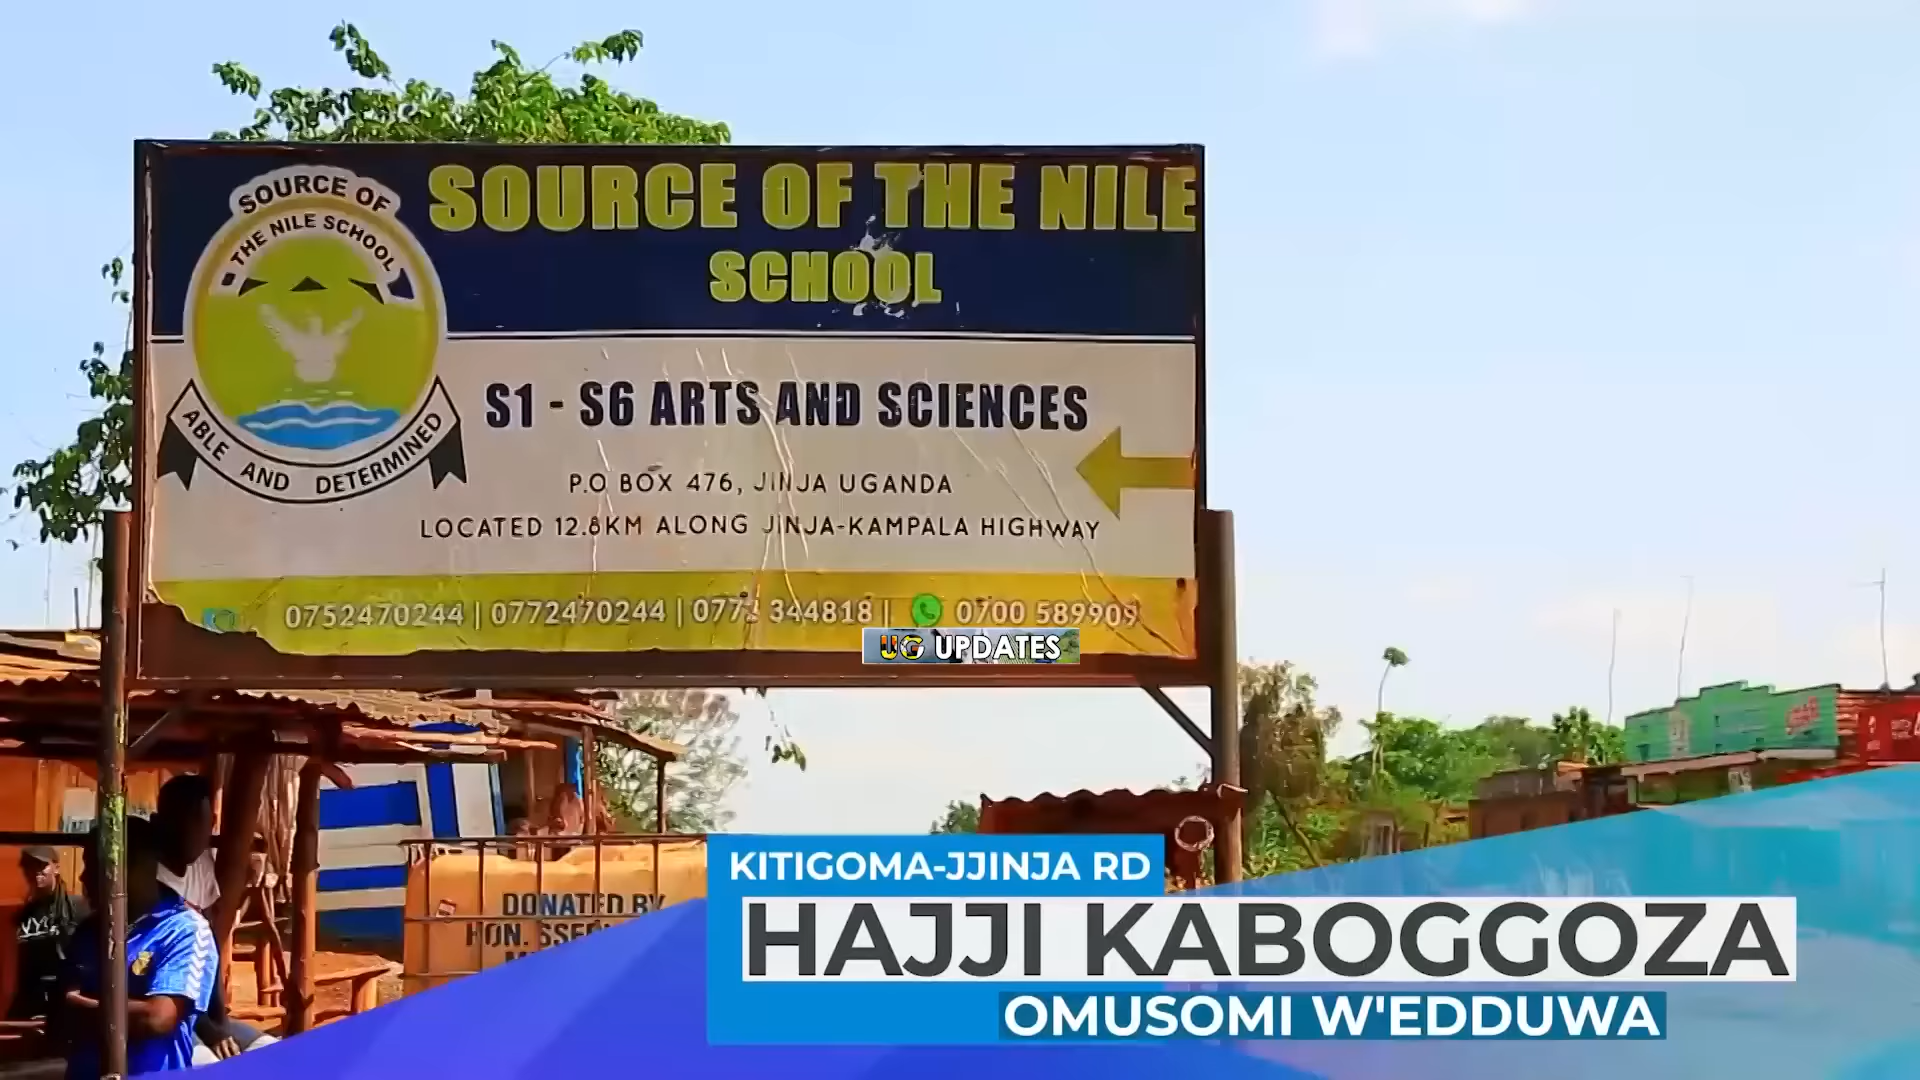 SOURCE OF
THE NILE SCHOOL
ABLE AND DETERMINED
SOURCE OF THE NILE
SCHOOL
S1 - S6 ARTS AND SCIENCES
P.O BOX 476, JINJA UGANDA
LOCATED 12.8KM ALONG JINJA-KAMPALA HIGHWAY
0752470244 | 0772470244 | 0772 344818 | 0700 589909
UG UPDATES
DONATED BY
HON.
KITIGOMA-JJINJA RD
HAJJI KABOGGOZA
OMUSOMI W'EDDUWA